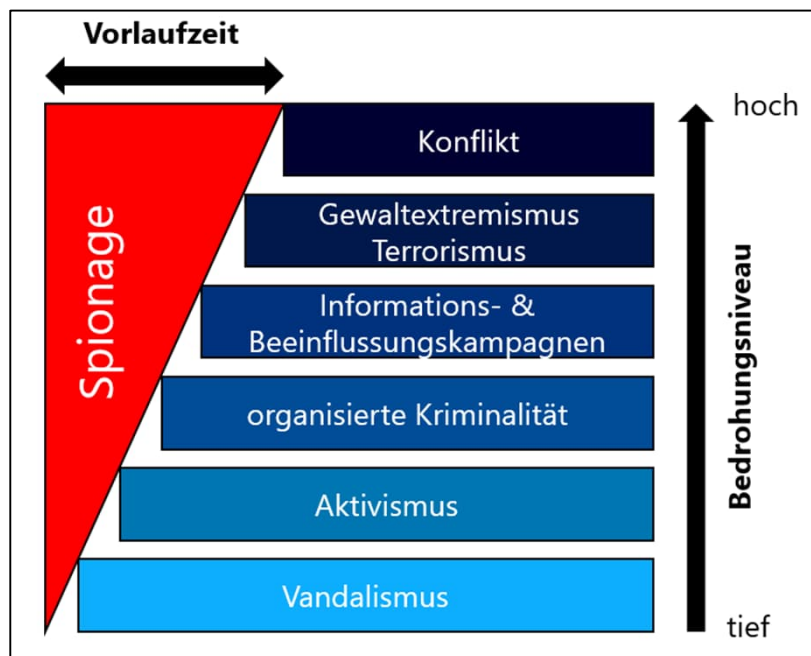 Vorlaufzeit
hoch
Konflikt
Gewaltextremismus
Terrorismus
Informations- &
Beeinflussungskampagnen
organisierte Kriminalität
Aktivismus
Vandalismus
Spionage
Bedrohungsniveau
tief